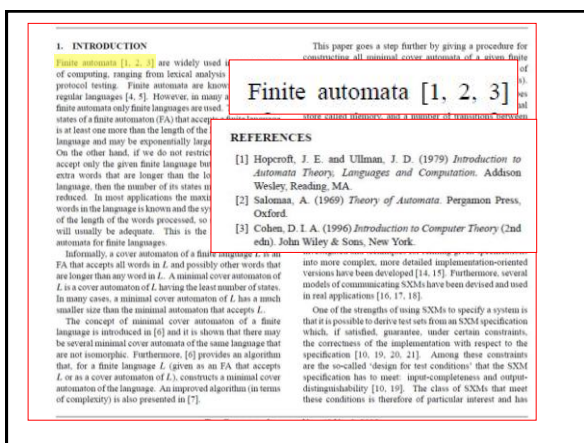 1. INTRODUCTION
Finite automata [1, 2, 3] are widely used
of computing, ranging from lexical analysis
protocol testing. Finite automata are
regular languages [4, 5]. However, in many
finite automata only finite languages are used.
states of a finite automaton (FA) that
is at least one more than the length of the
language and may be exponentially
On the other hand, if we do not
accept only the given finite language
extra words that are longer than the
language, then the number of its states
reduced. In most applications the
words in the language is known and the
of the length of the words processed, so
will usually be adequate. This is the
automata for finite languages.
Informally, a cover automaton of a finite language L is an
FA that accepts all words in L and possibly other words that
are longer than any word in L. A minimal cover automaton of
L is a cover automaton of L having the least number of states.
In many cases, a minimal cover automaton of L has a much
smaller size than the minimal automaton that accepts L.
The concept of minimal cover automaton of a finite
language is introduced in [6] and it is shown that there may
be several minimal cover automata of the same language that
are not isomorphic. Furthermore, [6] provides an algorithm
that, for a finite language L (given as an FA that accepts
L or as a cover automaton of L), constructs a minimal cover
automaton of the language. An improved algorithm (in terms
of complexity) is also presented in [7].
This paper goes a step further by giving a procedure for
constructing all minimal cover automata of a given finite
Finite automata [1, 2, 3]
store called memory, and a number of transitions between
REFERENCES
[1] Hopcroft, J. E. and Ullman, J. D. (1979) Introduction to
Automata Theory, Languages and Computation. Addison
Wesley, Reading, MA.
[2] Salomaa, A. (1969) Theory of Automata. Pergamon Press,
Oxford.
[3] Cohen, D. I. A. (1996) Introduction to Computer Theory (2nd
edn). John Wiley & Sons, New York.
into more complex, more detailed implementation-oriented
versions have been developed [14, 15]. Furthermore, several
models of communicating SXMs have been devised and used
in real applications [16, 17, 18].
One of the strengths of using SXMs to specify a system is
that it is possible to derive test sets from an SXM specification
which, if satisfied, guarantee, under certain constraints,
the correctness of the implementation with respect to the
specification [10, 19, 20, 21]. Among these constraints
are the so-called 'design for test conditions' that the SXM
specification has to meet: input-completeness and output-
distinguishability [10, 19]. The class of SXMs that meet
these conditions is therefore of particular interest and has